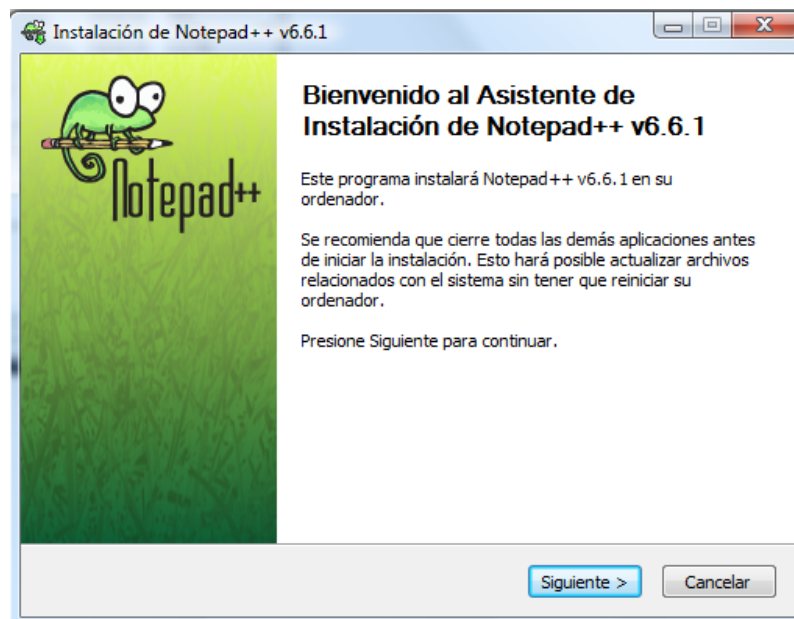 Instalación de Notepad++ v6.6.1
Notepad++
Bienvenido al Asistente de
Instalación de Notepad++ v6.6.1
Este programa instalará Notepad++ v6.6.1 en su
ordenador.
Se recomienda que cierre todas las demás aplicaciones antes
de iniciar la instalación. Esto hará posible actualizar archivos
relacionados con el sistema sin tener que reiniciar su
ordenador.
Presione Siguiente para continuar.
Siguiente > Cancelar